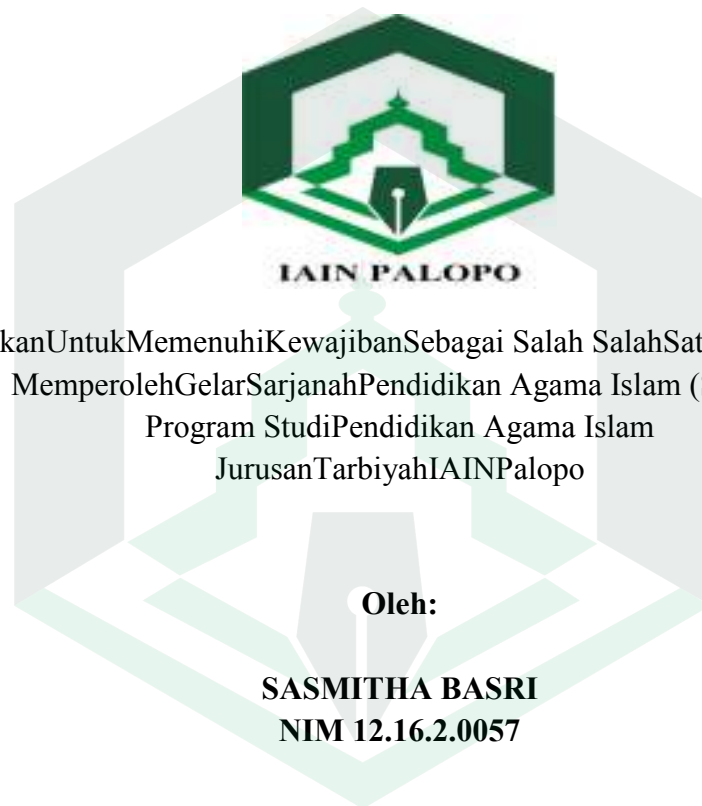 IAIN PALOPO
kanUntukMemenuhiKewajibanSebagai Salah SalahSat
MemperolehGelarSarjanahPendidikan Agama Islam (
Program StudiPendidikan Agama Islam
JurusanTarbiyahIAINPalopo
Oleh:
SASMITHA BASRI
NIM 12.16.2.0057